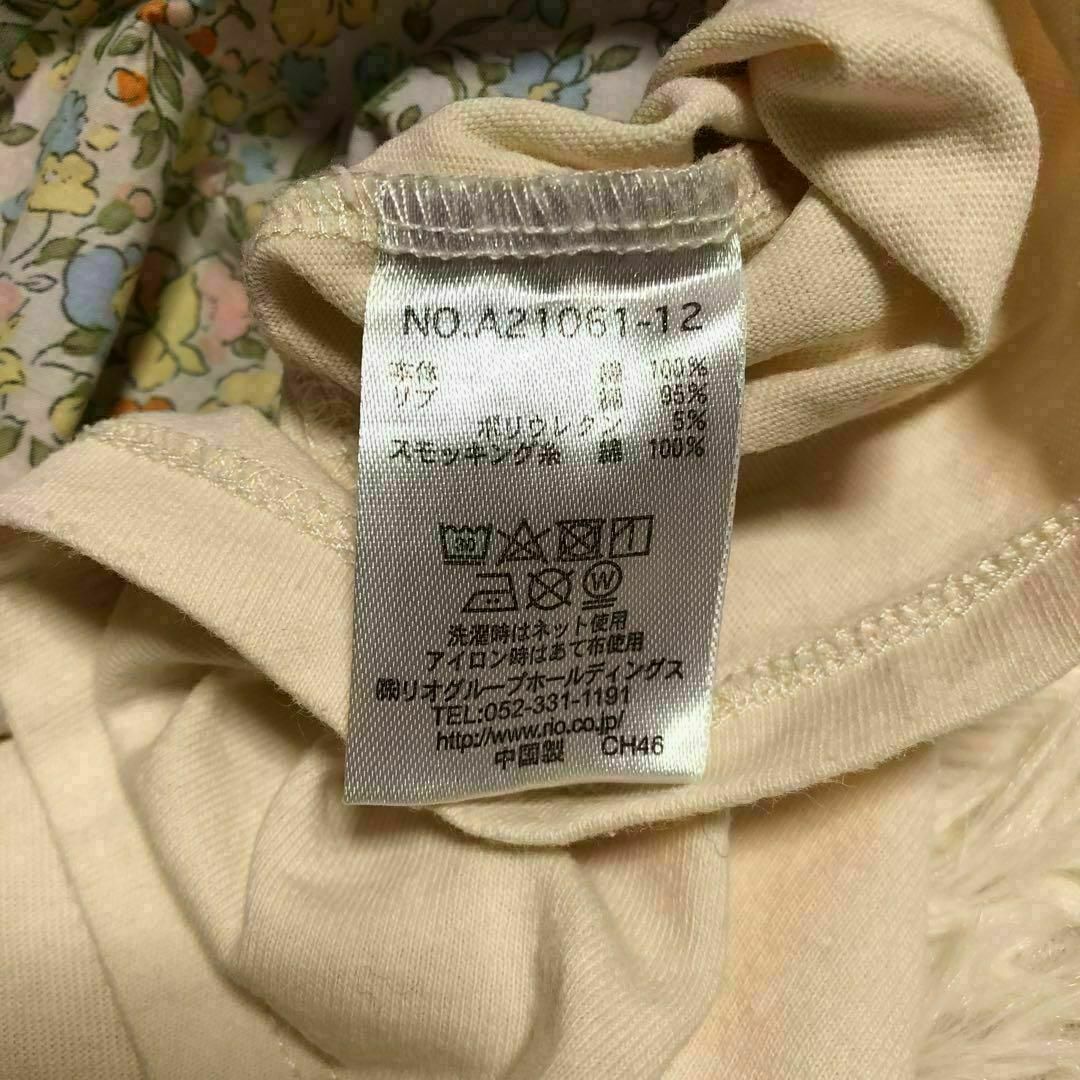 NO.A21061-12
本体 綿 100%
リブ 綿 95%
ポリウレタン 5%
スモッキング糸 綿 100%
30
W
洗濯時はネット使用
アイロン時はあて布使用
㈱リオグループホールディングス
TEL:052-331-1191
http://www.rio.co.jp/
中国製 CH46